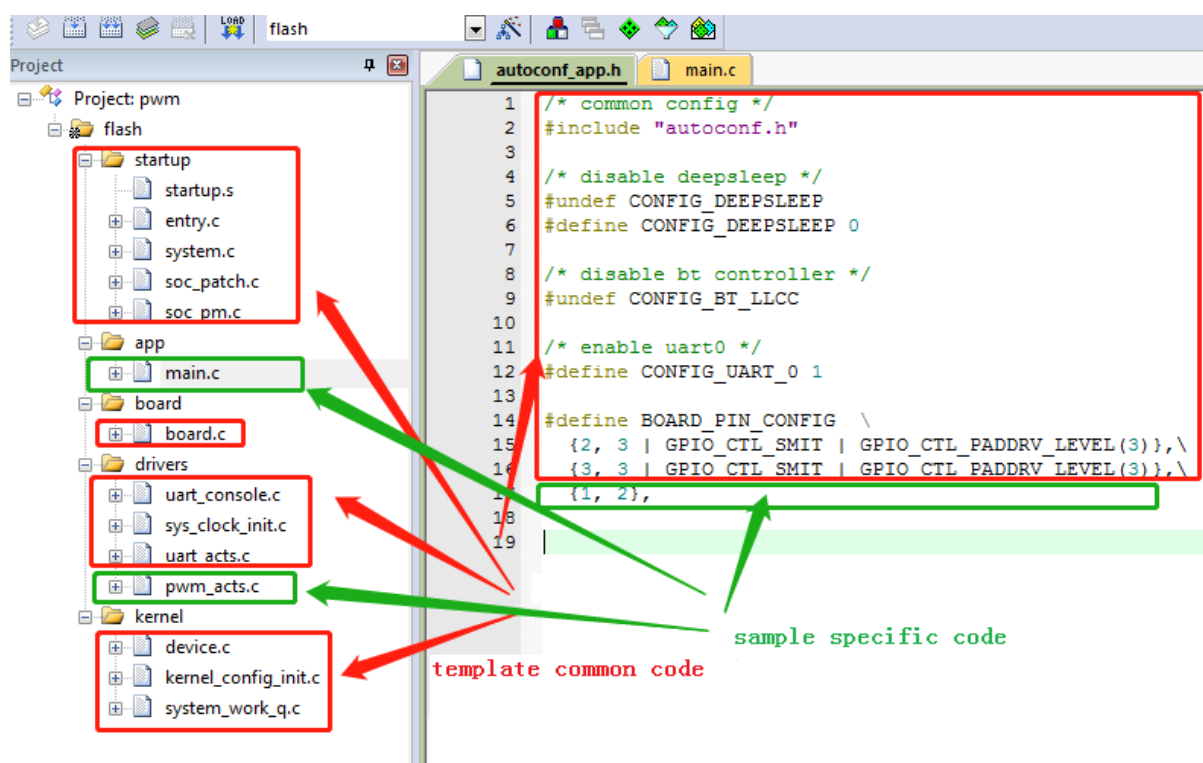 LOAD
flash
Project
autoconf_app.h
main.c
Project: pwm
flash
startup
startup.s
entry.c
system.c
soc_patch.c
soc_pm.c
app
main.c
board
board.c
drivers
uart_console.c
sys_clock_init.c
uart_acts.c
pwm_acts.c
kernel
device.c
kernel_config_init.c
system_work_q.c
1 /* common config */
2 #include "autoconf.h"
3
4 /* disable deepsleep */
5 #undef CONFIG_DEEPSLEEP
6 #define CONFIG_DEEPSLEEP 0
7
8 /* disable bt controller */
9 #undef CONFIG_BT_LLCC
10
11 /* enable uart0 */
12 #define CONFIG_UART_0 1
13
14 #define BOARD_PIN_CONFIG \
15 {2, 3 | GPIO_CTL_SMIT | GPIO_CTL_PADDRV_LEVEL(3)},\
16 {3, 3 | GPIO_CTL_SMIT | GPIO_CTL_PADDRV_LEVEL(3)},\
17 {1, 2},
18
19
sample specific code
template common code